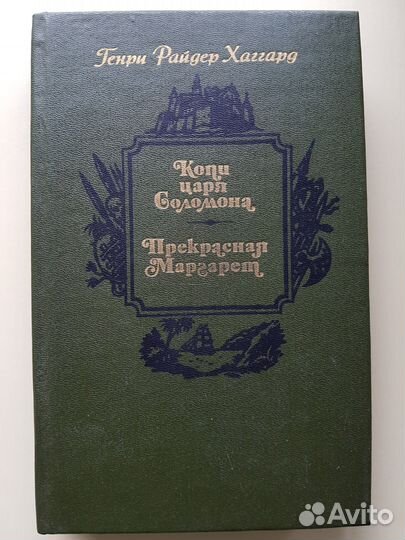 Генри Райдер Хаггард
Копи
царя
Соломона
Прекрасная
Маргарет
Avito